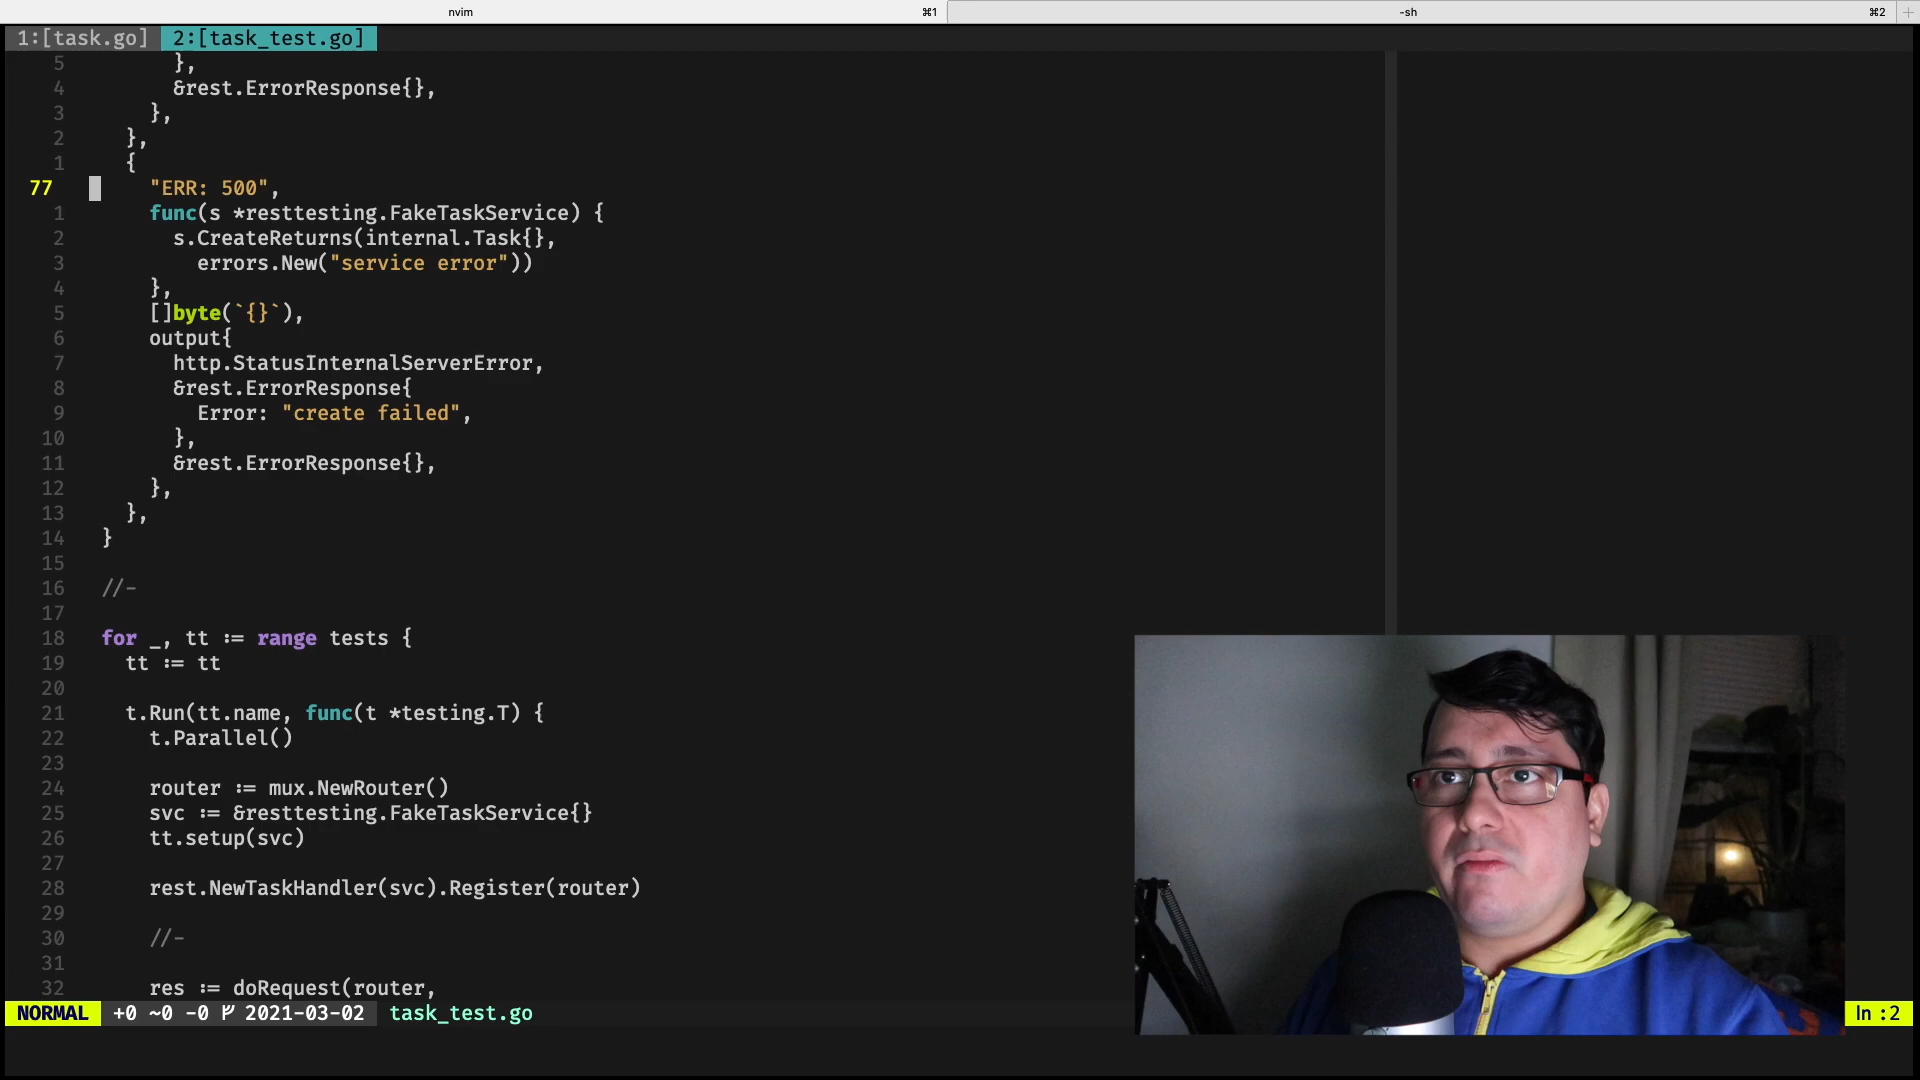 nvim ⌘1 -sh ⌘2 +
1:[task.go] 2:[task_test.go]
5 },
4 &rest.ErrorResponse{},
3 },
2 },
1 {
77 "ERR: 500",
1 func(s *resttesting.FakeTaskService) {
2 s.CreateReturns(internal.Task{},
3 errors.New("service error"))
4 },
5 []byte(`{}`),
6 output{
7 http.StatusInternalServerError,
8 &rest.ErrorResponse{
9 Error: "create failed",
10 },
11 &rest.ErrorResponse{},
12 },
13 },
14 }
15
16 //-
17
18 for _, tt := range tests {
19 tt := tt
20
21 t.Run(tt.name, func(t *testing.T) {
22 t.Parallel()
23
24 router := mux.NewRouter()
25 svc := &resttesting.FakeTaskService{}
26 tt.setup(svc)
27
28 rest.NewTaskHandler(svc).Register(router)
29
30 //-
31
32 res := doRequest(router,
NORMAL +0 ~0 -0 2021-03-02 task_test.go ln :2